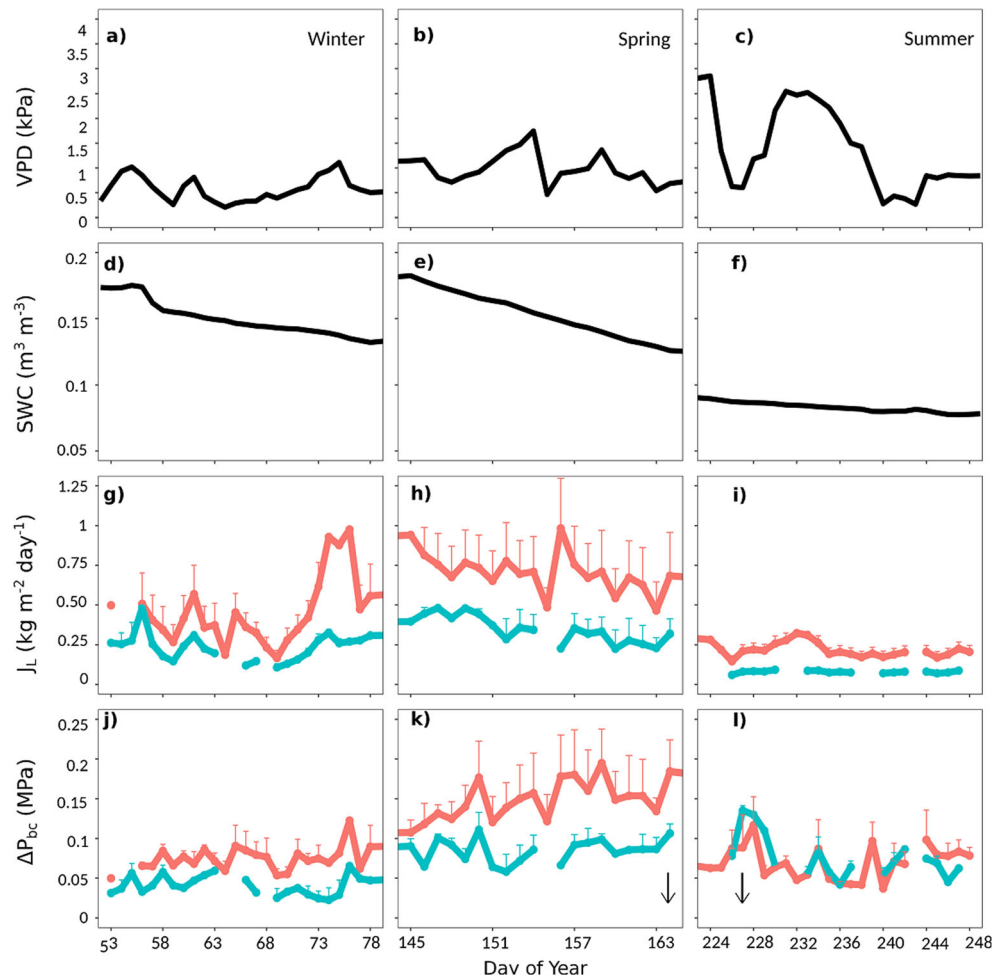 a) Winter
b) Spring
c) Summer
VPD (kPa)
4
3.5
3
2.5
2
1.5
1
0.5
0
d)
e)
f)
SWC (m³ m⁻³)
0.2
0.15
0.1
0.05
g)
h)
i)
J_L (kg m⁻² day⁻¹)
1.25
1
0.75
0.50
0.25
0
j)
k)
l)
ΔP_bc (MPa)
0.25
0.2
0.15
0.1
0.05
0
53 58 63 68 73 78
145 151 157 163
224 228 232 236 240 244 248
Day of Year